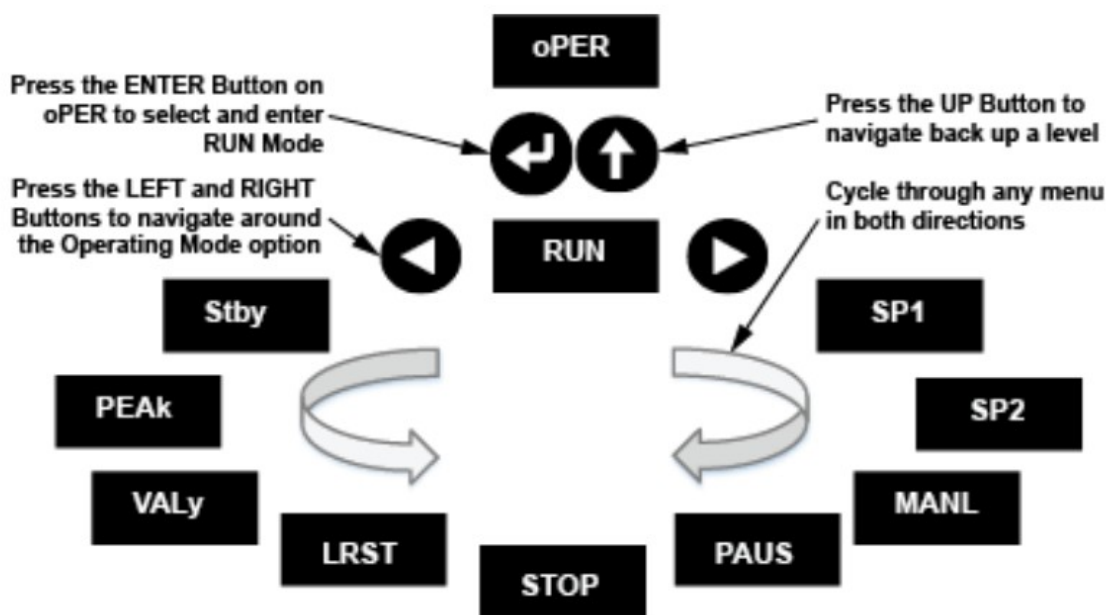 oPER
Press the ENTER Button on
oPER to select and enter
RUN Mode
Press the UP Button to
navigate back up a level
Press the LEFT and RIGHT
Buttons to navigate around
the Operating Mode option
Cycle through any menu
in both directions
RUN
Stby
SP1
PEAk
SP2
VALy
MANL
LRST
PAUS
STOP